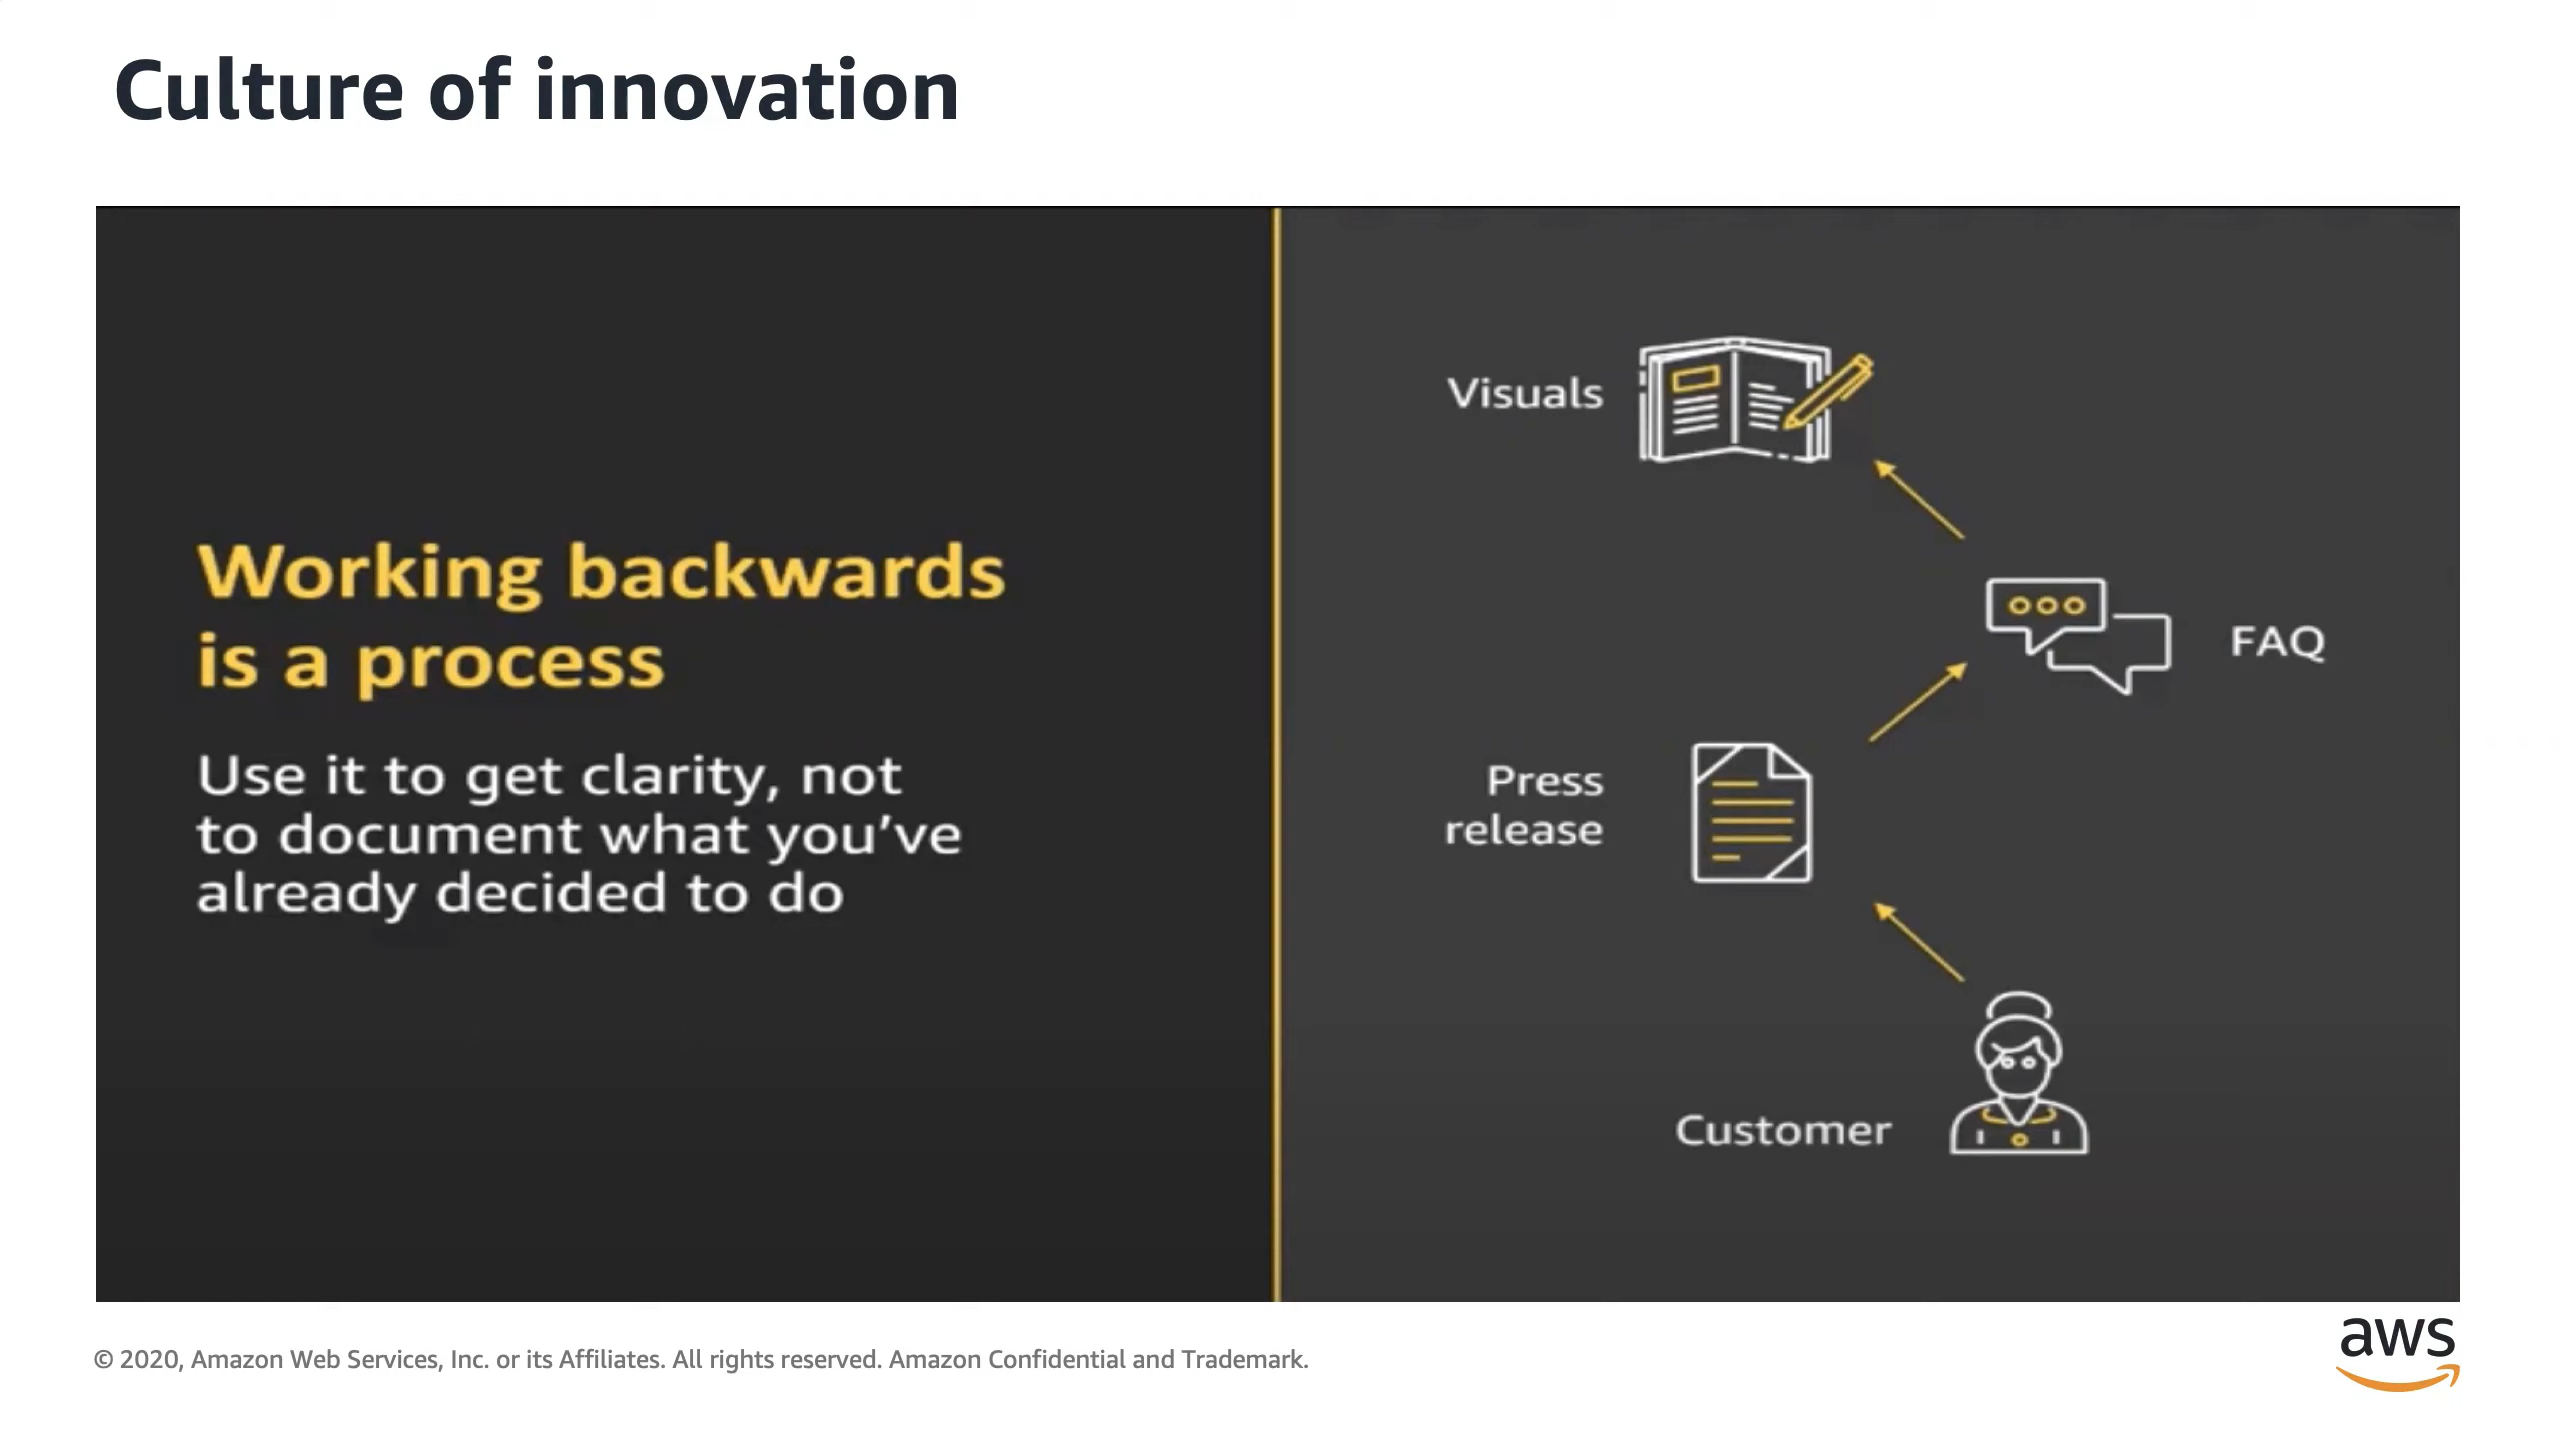 Culture of innovation
Working backwards
is a process
Use it to get clarity, not
to document what you’ve
already decided to do
Visuals
FAQ
Press
release
Customer
© 2020, Amazon Web Services, Inc. or its Affiliates. All rights reserved. Amazon Confidential and Trademark.
aws